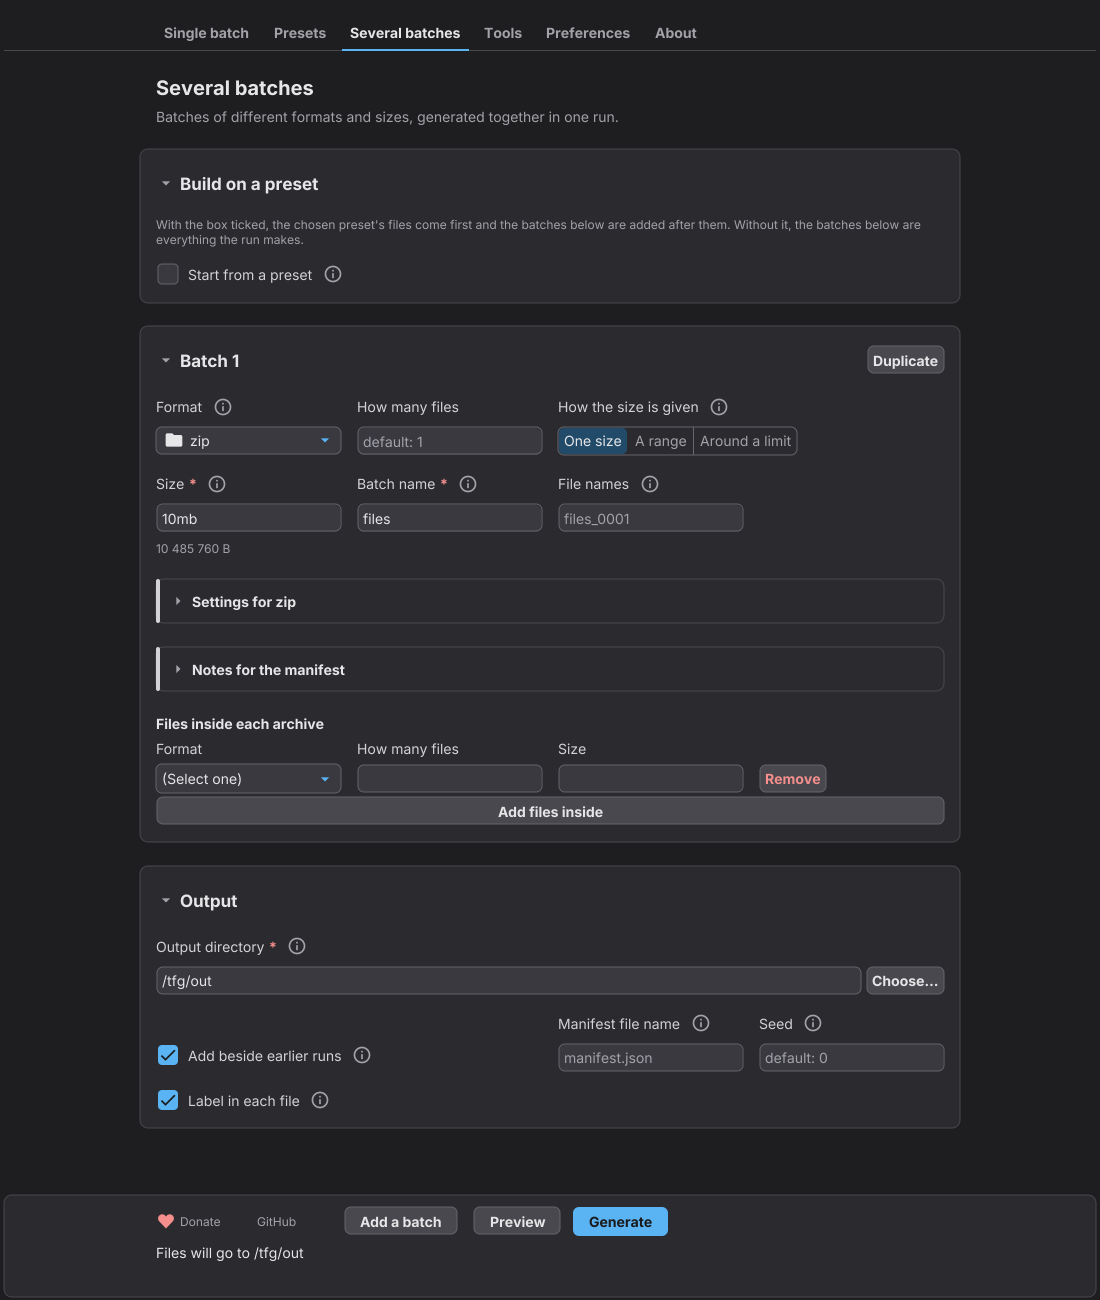 Single batch Presets Several batches Tools Preferences About
Several batches
Batches of different formats and sizes, generated together in one run.
Build on a preset
With the box ticked, the chosen preset's files come first and the batches below are added after them. Without it, the batches below are
everything the run makes.
Start from a preset
Batch 1 Duplicate
Format How many files How the size is given
zip default: 1 One size A range Around a limit
Size * Batch name * File names
10mb files files_0001
10 485 760 B
Settings for zip
Notes for the manifest
Files inside each archive
Format How many files Size
(Select one) Remove
Add files inside
Output
Output directory *
/tfg/out Choose...
Manifest file name Seed
Add beside earlier runs manifest.json default: 0
Label in each file
Donate GitHub Add a batch Preview Generate
Files will go to /tfg/out